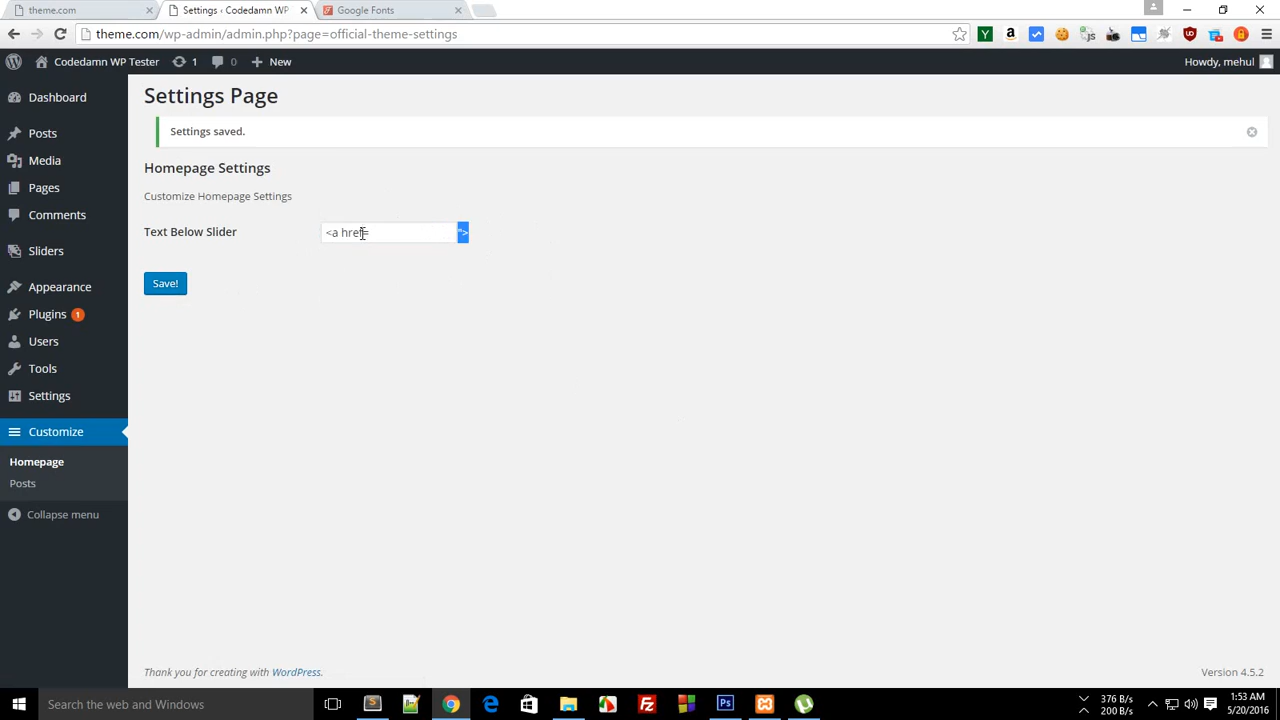 theme.com
Settings ‹ Codedamn WP
Google Fonts
theme.com/wp-admin/admin.php?page=official-theme-settings
Codedamn WP Tester
1
0
New
Howdy, mehul
Dashboard
Posts
Media
Pages
Comments
Sliders
Appearance
Plugins 1
Users
Tools
Settings
Customize
Homepage
Posts
Collapse menu
Settings Page
Settings saved.
Homepage Settings
Customize Homepage Settings
Text Below Slider
<a href= ">
Save!
Thank you for creating with WordPress.
Version 4.5.2
Search the web and Windows
376 B/s
200 B/s
1:53 AM
5/20/2016